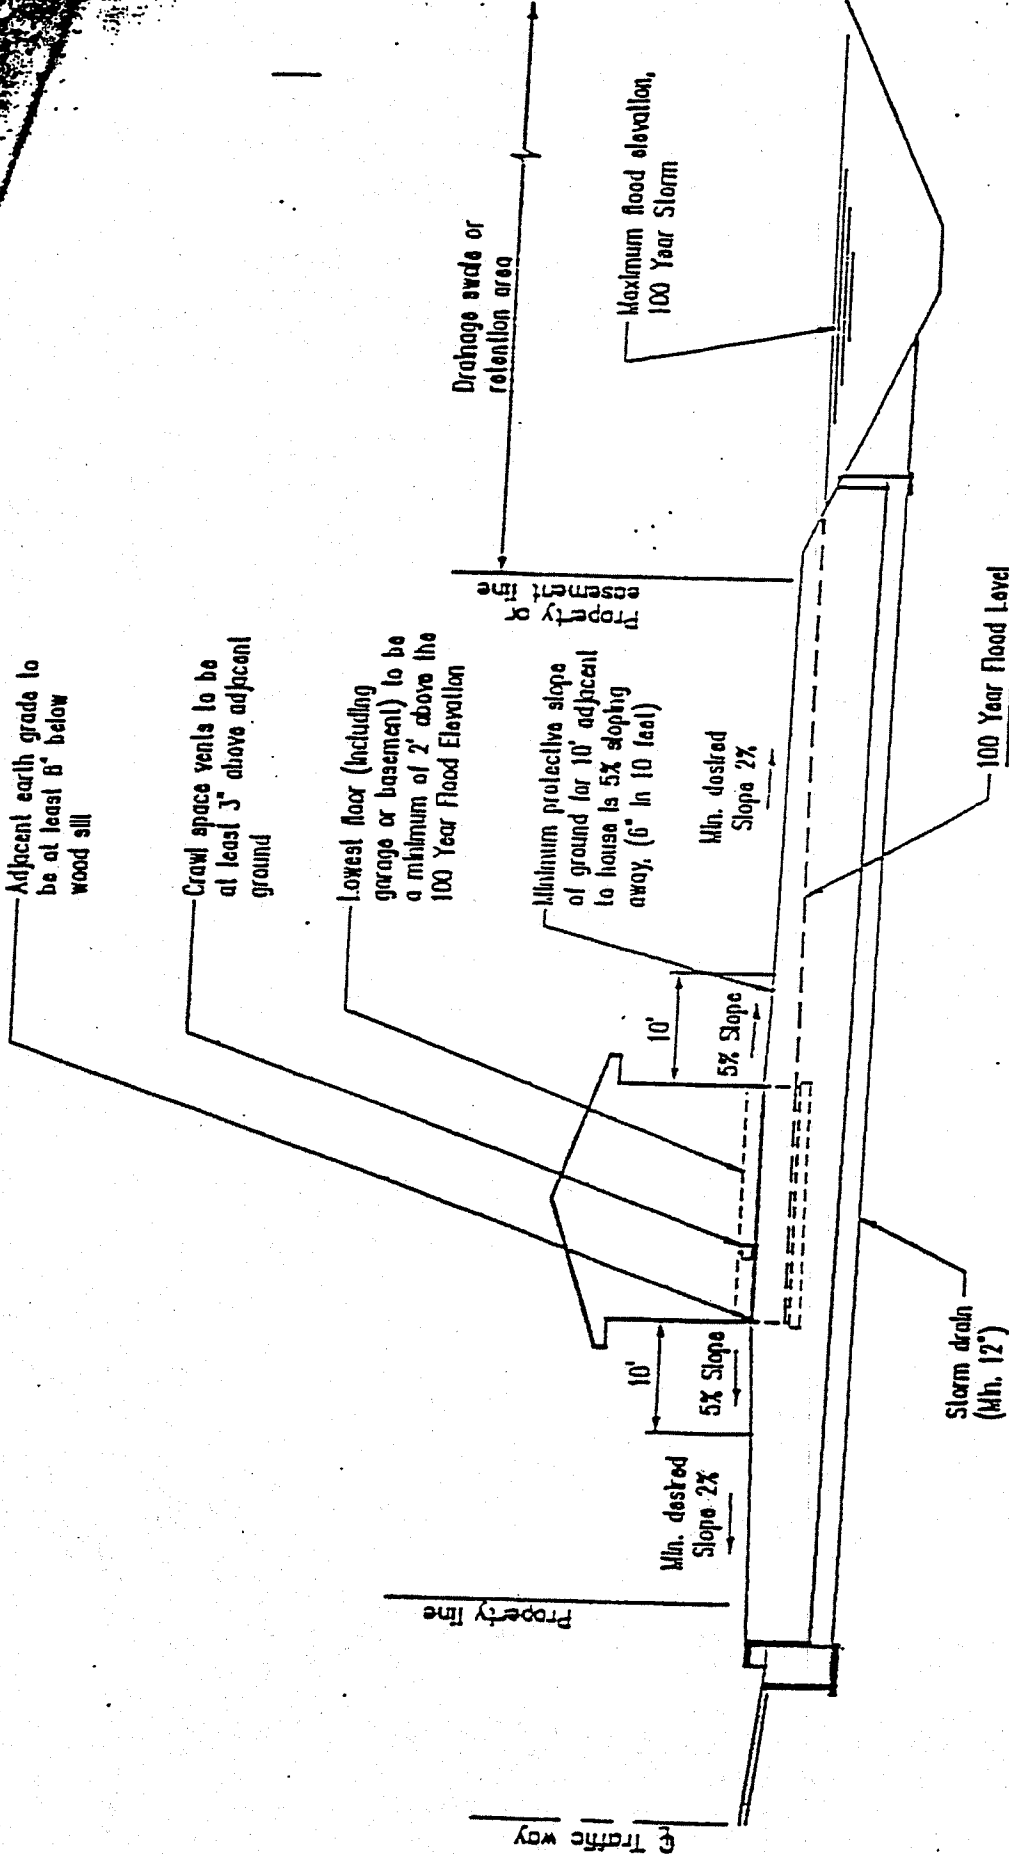 Adjacent earth grade to
be at least 8" below
wood sill
Crawl space vents to be
at least 3" above adjacent
ground
Lowest floor (including
garage or basement) to be
a minimum of 2' above the
100 Year Flood Elevation
Minimum protective slope
of ground for 10' adjacent
to house is 5% sloping
away, (6" in 10 feet)
Drainage swale or
retention area
Maximum flood elevation,
100 Year Storm
Property or
easement line
Min. desired
Slope 2%
10'
5% Slope
10'
5% Slope
Min. desired
Slope 2%
Property line
℄ Traffic way
100 Year Flood Level
Storm drain
(Min. 12")